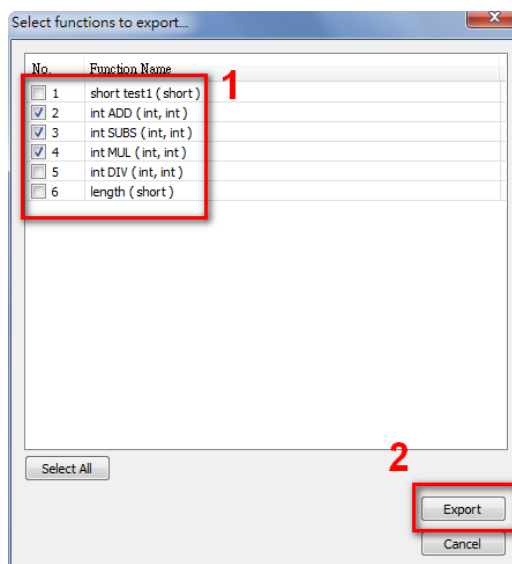 Select functions to export...
No. Function Name
1 short test1 ( short )
2 int ADD ( int, int )
3 int SUBS ( int, int )
4 int MUL ( int, int )
5 int DIV ( int, int )
6 length ( short )
1
Select All
2
Export
Cancel